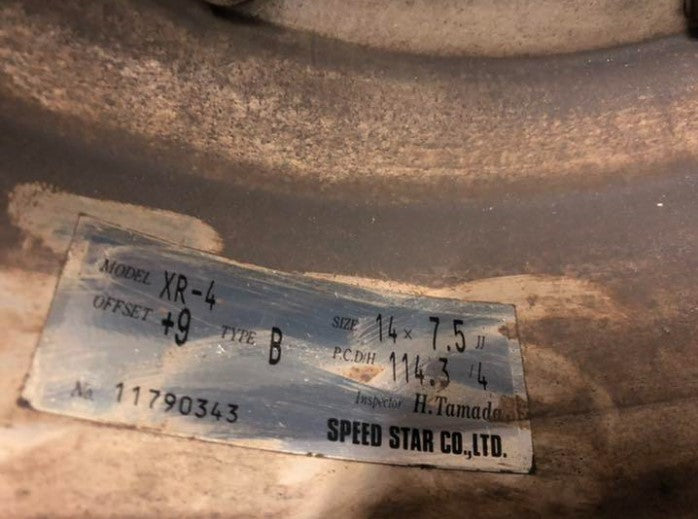 MODEL XR-4
OFFSET +9 TYPE B
SIZE 14 x 7.5 JJ
P.C.D/H 114.3 /4
Inspector H.Tamada
No. 11790343
SPEED STAR CO.,LTD.